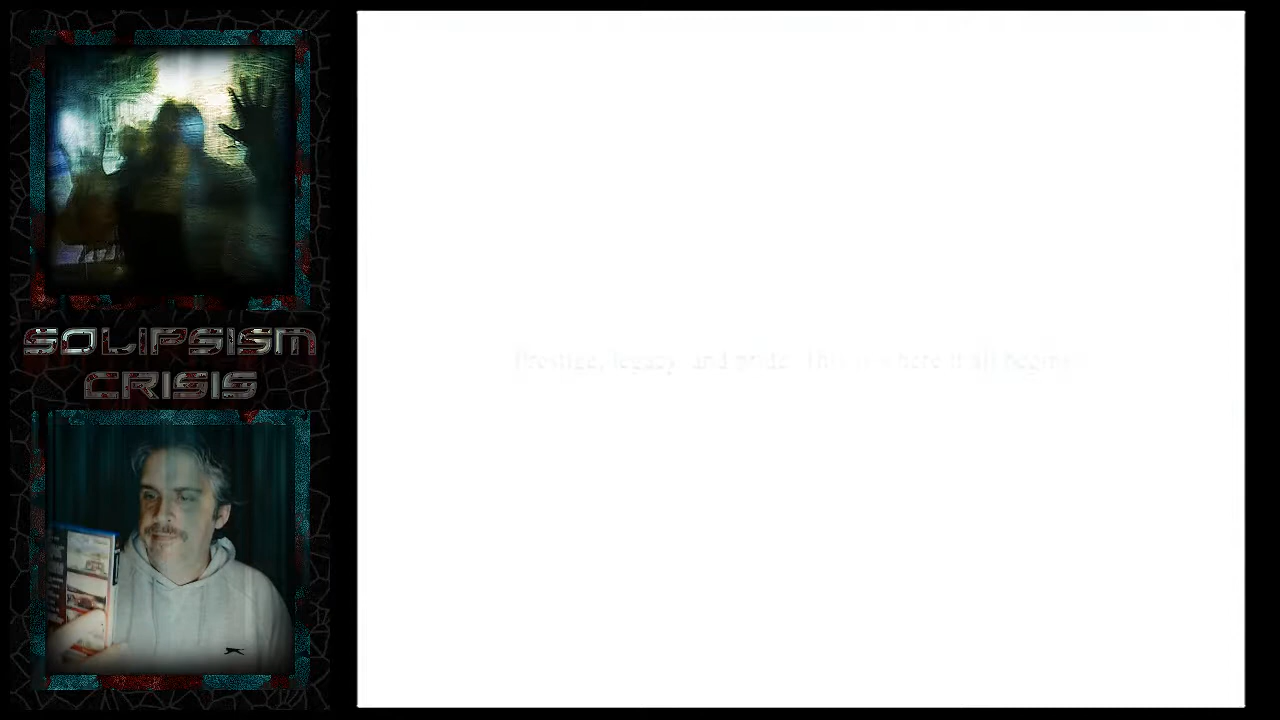 SOLIPSISM
CRISIS
Prestige, legacy, and pride. This is where it all begins